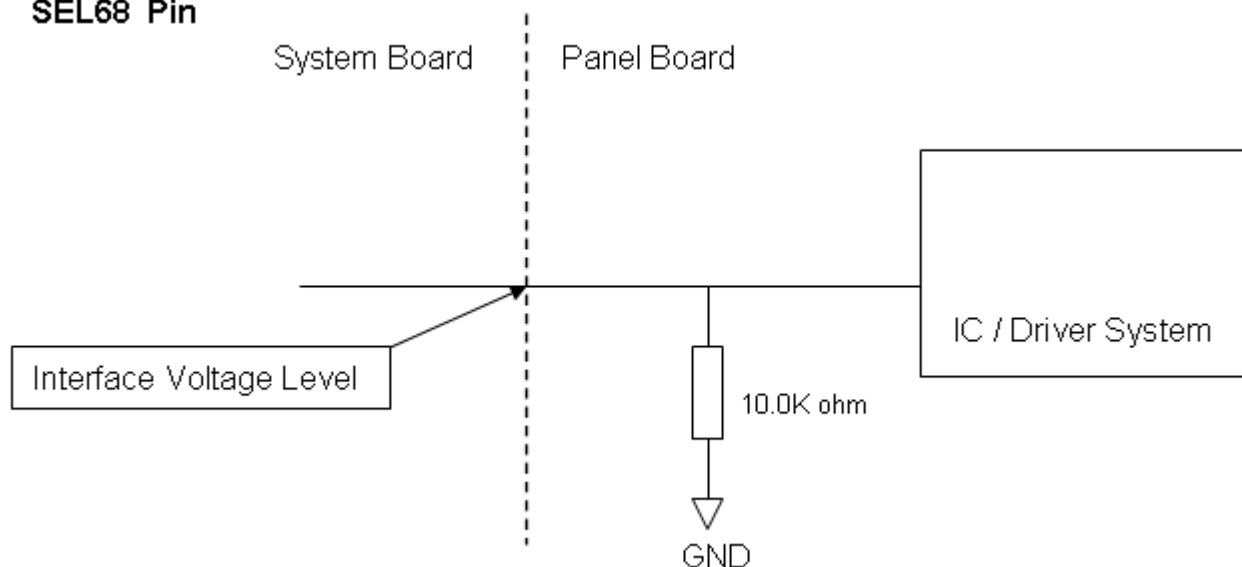 SEL68 Pin
System Board
Panel Board
IC / Driver System
Interface Voltage Level
10.0K ohm
GND